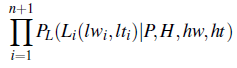 n+1
∏ P_L(L_i(lw_i, lt_i)|P, H, hw, ht)
i=1